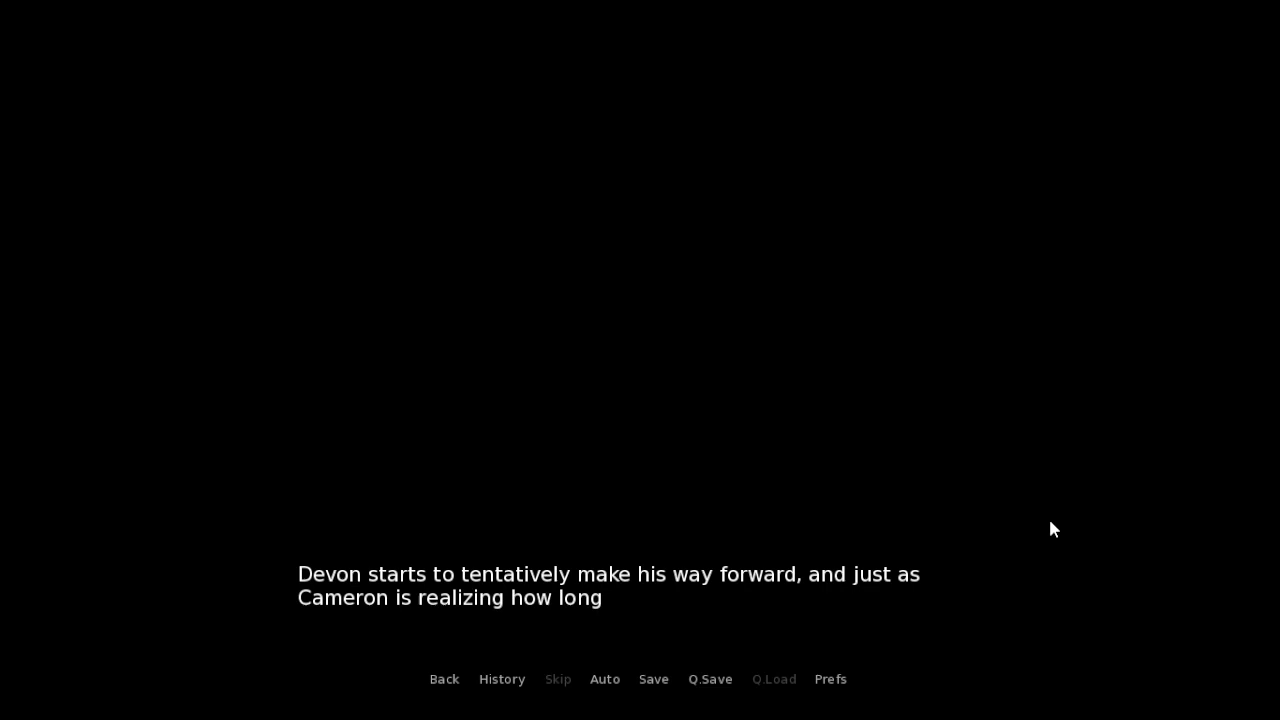 Devon starts to tentatively make his way forward, and just as
Cameron is realizing how long
Back History Skip Auto Save Q.Save Q.Load Prefs